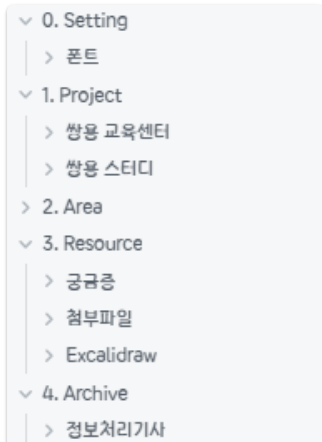 0. Setting
폰트
1. Project
쌍용 교육센터
쌍용 스터디
2. Area
3. Resource
궁금증
첨부파일
Excalidraw
4. Archive
정보처리기사